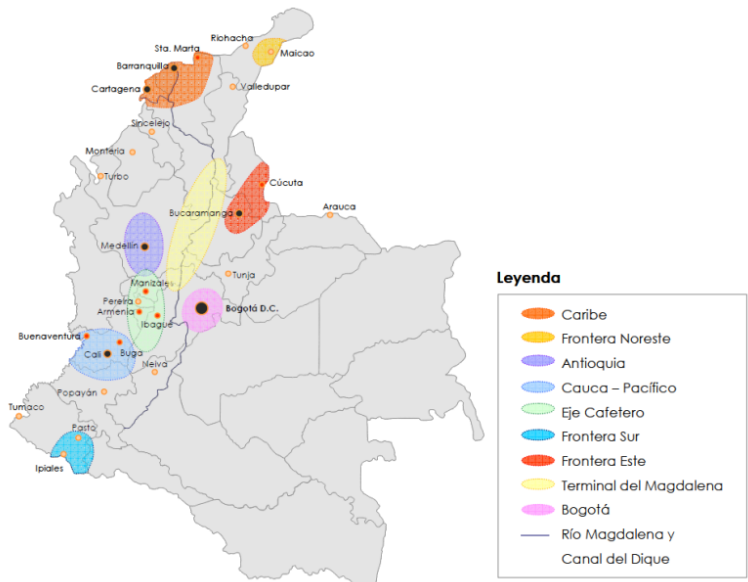 Riohacha
Sta. Marta
Maicao
Barranquilla
Cartagena
Valledupar
Sincelejo
Montería
Turbo
Cúcuta
Bucaramanga
Arauca
Medellín
Tunja
Manizales
Pereira
Armenia
Bogotá D.C.
Ibagué
Buenaventura
Buga
Cali
Neiva
Popayán
Tumaco
Pasto
Ipiales
Leyenda
Caribe
Frontera Noreste
Antioquia
Cauca – Pacífico
Eje Cafetero
Frontera Sur
Frontera Este
Terminal del Magdalena
Bogotá
Río Magdalena y
Canal del Dique